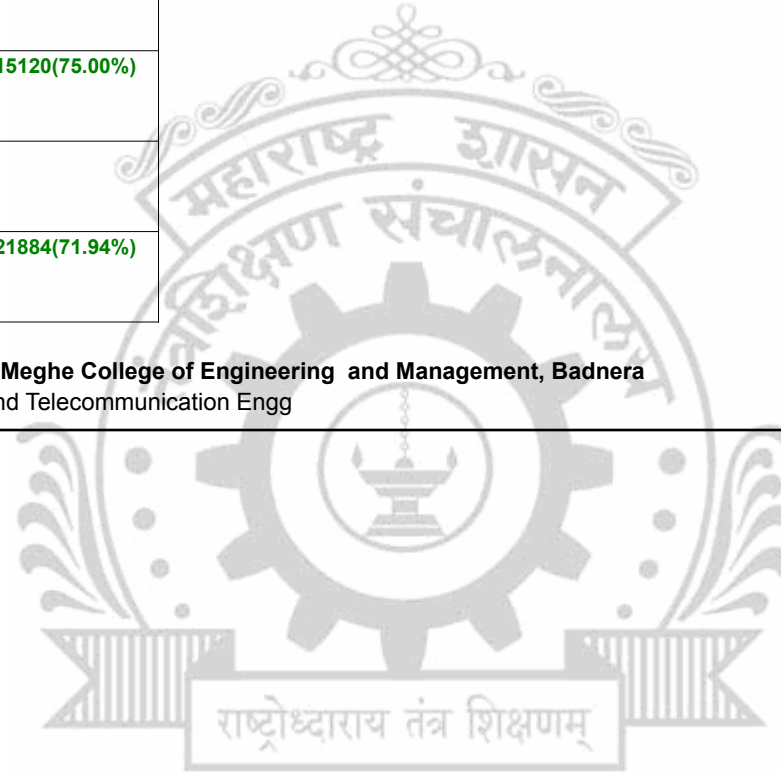 15120(75.00%)
महाराष्ट्र शासन
तंत्रशिक्षण संचालनालय
21884(71.94%)
Meghe College of Engineering and Management, Badnera
nd Telecommunication Engg
राष्ट्रोध्दाराय तंत्र शिक्षणम्